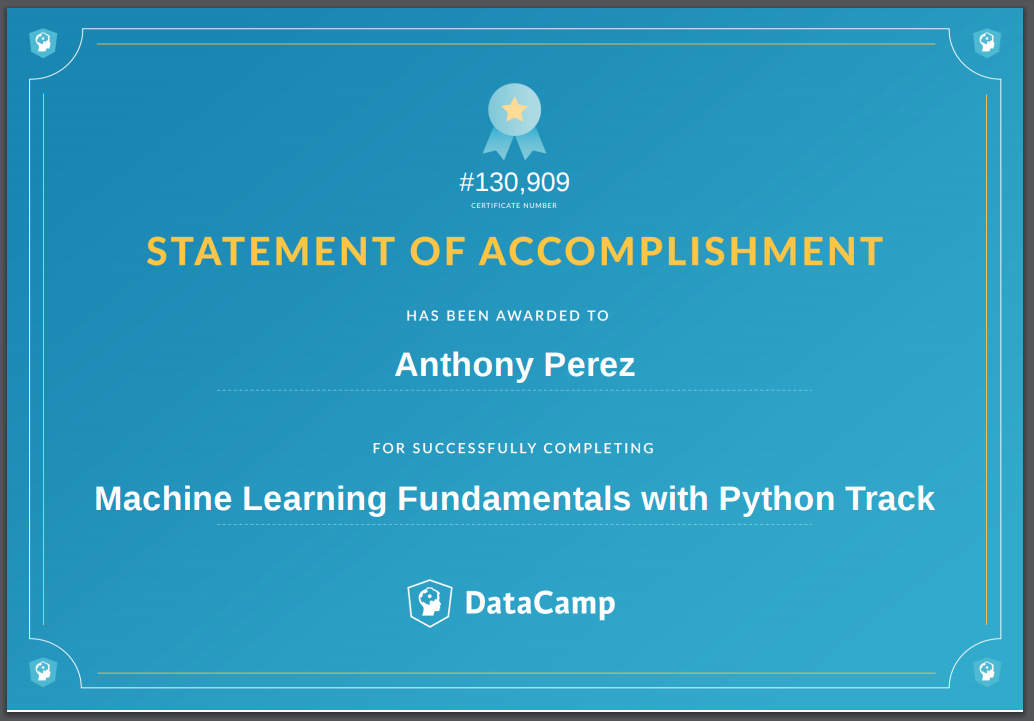 #130,909
CERTIFICATE NUMBER
STATEMENT OF ACCOMPLISHMENT
HAS BEEN AWARDED TO
Anthony Perez
FOR SUCCESSFULLY COMPLETING
Machine Learning Fundamentals with Python Track
DataCamp